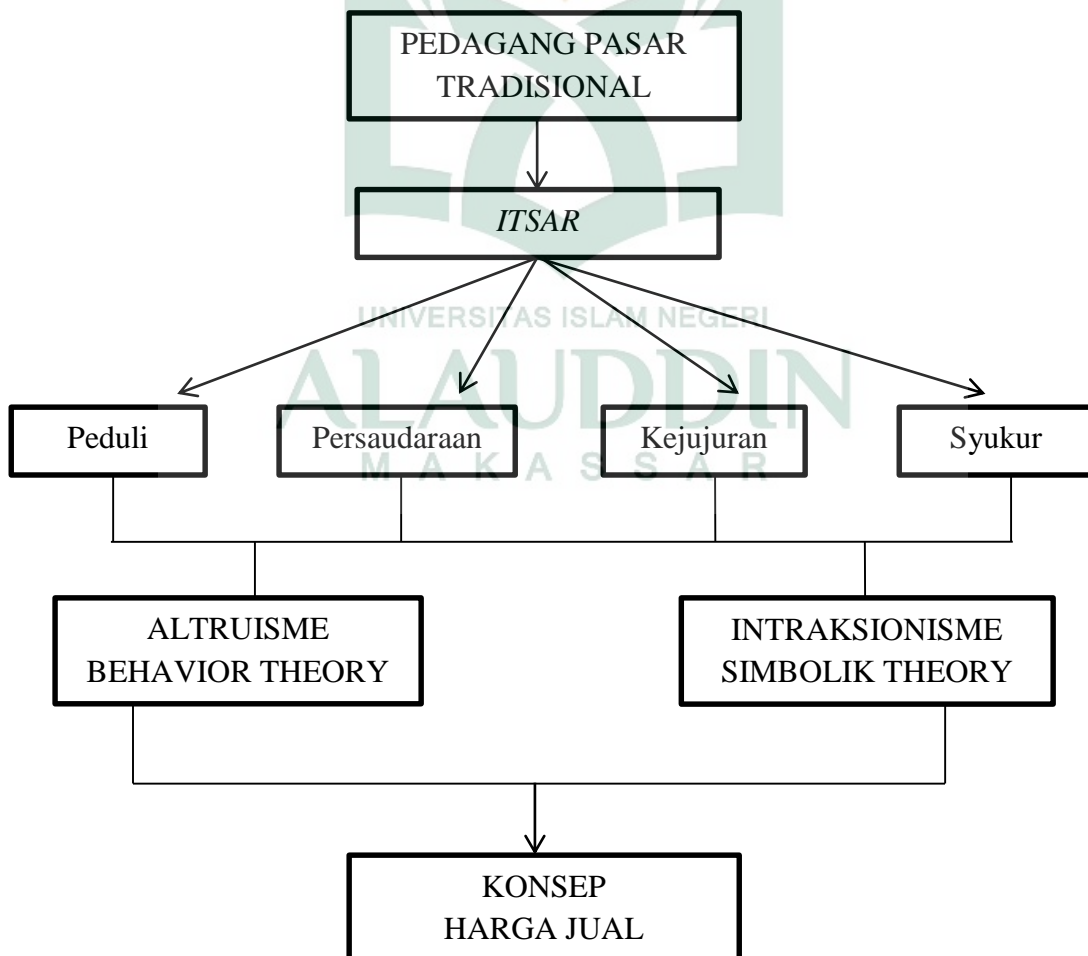 PEDAGANG PASAR
TRADISIONAL
ITSAR
UNIVERSITAS ISLAM NEGERI
ALAUDDIN
MAKASSAR
Peduli
Persaudaraan
Kejujuran
Syukur
ALTRUISME
BEHAVIOR THEORY
INTRAKSIONISME
SIMBOLIK THEORY
KONSEP
HARGA JUAL